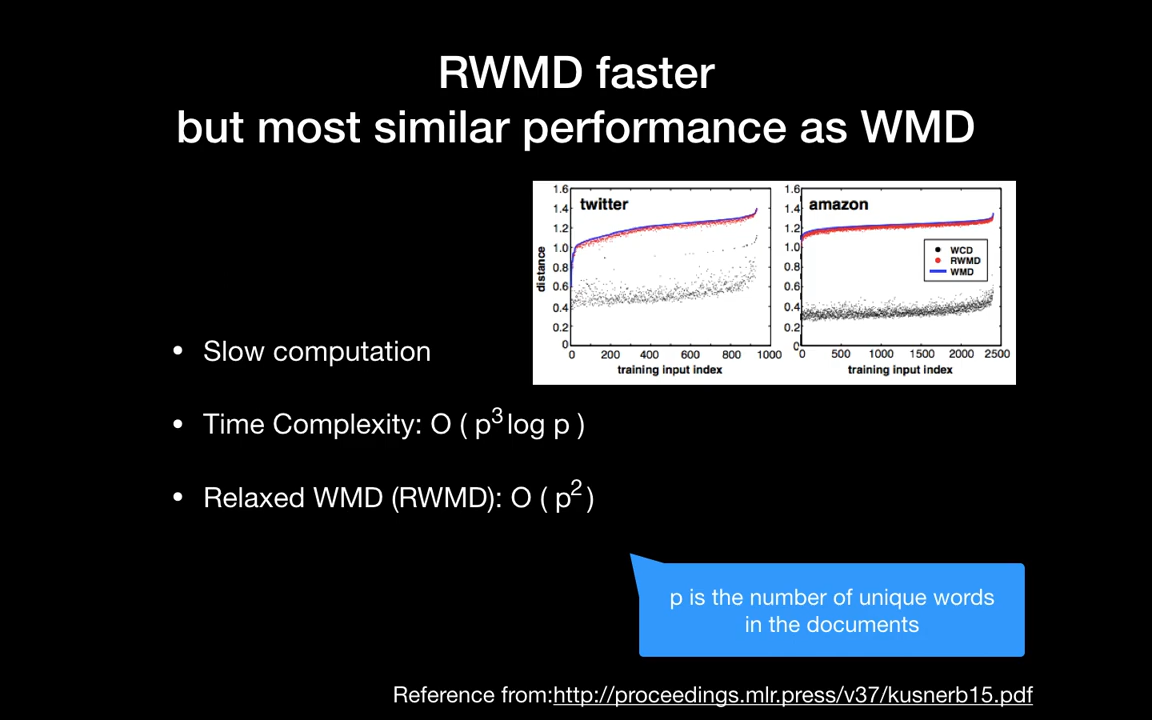 RWMD faster
but most similar performance as WMD
twitter
1.6
1.4
1.2
1.0
0.8
0.6
0.4
0.2
0
distance
0 200 400 600 800 1000
training input index
amazon
1.6
1.4
1.2
1.0
0.8
0.6
0.4
0.2
0
WCD
RWMD
WMD
0 500 1000 1500 2000 2500
training input index
• Slow computation
• Time Complexity: O ( p³ log p )
• Relaxed WMD (RWMD): O ( p² )
p is the number of unique words
in the documents
Reference from:http://proceedings.mlr.press/v37/kusnerb15.pdf